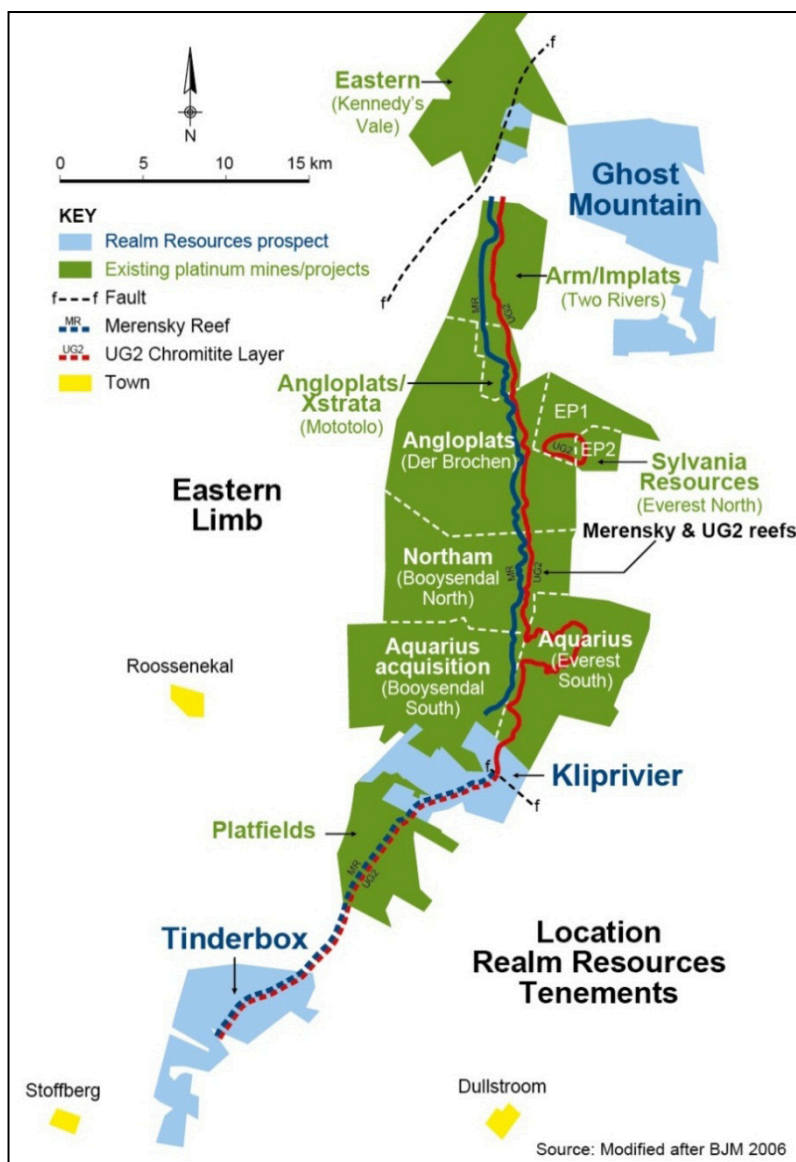 f
Eastern
(Kennedy's
Vale)
N
0 5 10 15 km
Ghost
Mountain
KEY
Realm Resources prospect
Existing platinum mines/projects
f f Fault
MR Merensky Reef
UG2 UG2 Chromitite Layer
Town
f
Arm/Implats
(Two Rivers)
MR
UG2
Angloplats/
Xstrata
(Mototolo)
EP1
Angloplats
(Der Brochen)
UG2
EP2
Sylvania
Resources
(Everest North)
Eastern
Limb
Merensky & UG2 reefs
Northam
(Booysendal
North)
MR
UG2
Aquarius
acquisition
(Booysendal
South)
Aquarius
(Everest
South)
Roossenekal
f
Kliprivier
f
Platfields
MR
UG2
Tinderbox
Location
Realm Resources
Tenements
Stoffberg
Dullstroom
Source: Modified after BJM 2006